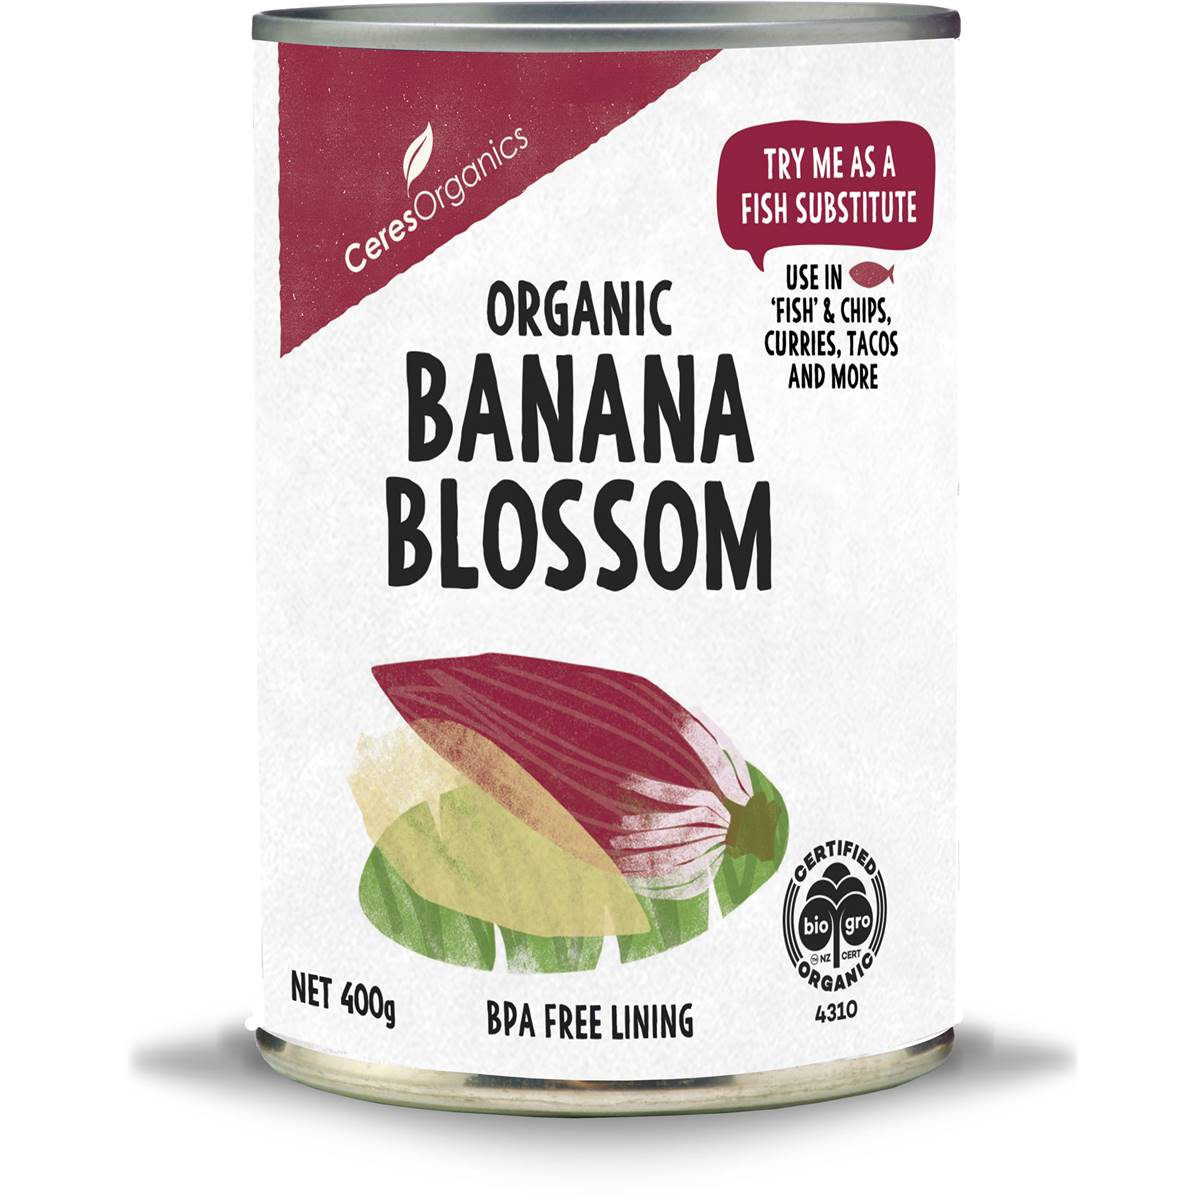 CeresOrganics
TRY ME AS A
FISH SUBSTITUTE
USE IN
'FISH' & CHIPS,
CURRIES, TACOS
AND MORE
ORGANIC
BANANA
BLOSSOM
CERTIFIED
bio gro
TM NZ CERT
ORGANIC
4310
NET 400g
BPA FREE LINING